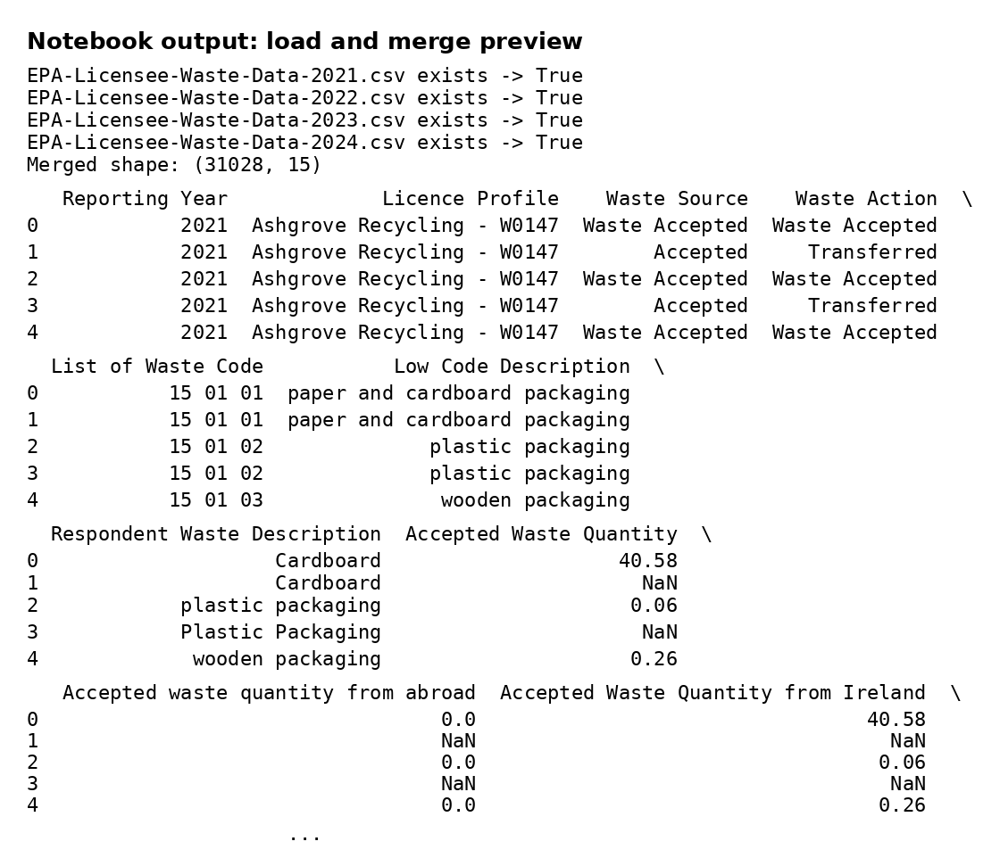 Notebook output: load and merge preview
EPA-Licensee-Waste-Data-2021.csv exists -> True
EPA-Licensee-Waste-Data-2022.csv exists -> True
EPA-Licensee-Waste-Data-2023.csv exists -> True
EPA-Licensee-Waste-Data-2024.csv exists -> True
Merged shape: (31028, 15)
   Reporting Year             Licence Profile    Waste Source    Waste Action  \
0            2021  Ashgrove Recycling - W0147  Waste Accepted  Waste Accepted
1            2021  Ashgrove Recycling - W0147        Accepted     Transferred
2            2021  Ashgrove Recycling - W0147  Waste Accepted  Waste Accepted
3            2021  Ashgrove Recycling - W0147        Accepted     Transferred
4            2021  Ashgrove Recycling - W0147  Waste Accepted  Waste Accepted
  List of Waste Code           Low Code Description  \
0           15 01 01  paper and cardboard packaging
1           15 01 01  paper and cardboard packaging
2           15 01 02              plastic packaging
3           15 01 02              plastic packaging
4           15 01 03               wooden packaging
  Respondent Waste Description  Accepted Waste Quantity  \
0                    Cardboard                    40.58
1                    Cardboard                      NaN
2            plastic packaging                     0.06
3            Plastic Packaging                      NaN
4             wooden packaging                     0.26
   Accepted waste quantity from abroad  Accepted Waste Quantity from Ireland  \
0                                  0.0                                 40.58
1                                  NaN                                   NaN
2                                  0.0                                  0.06
3                                  NaN                                   NaN
4                                  0.0                                  0.26
                      ...